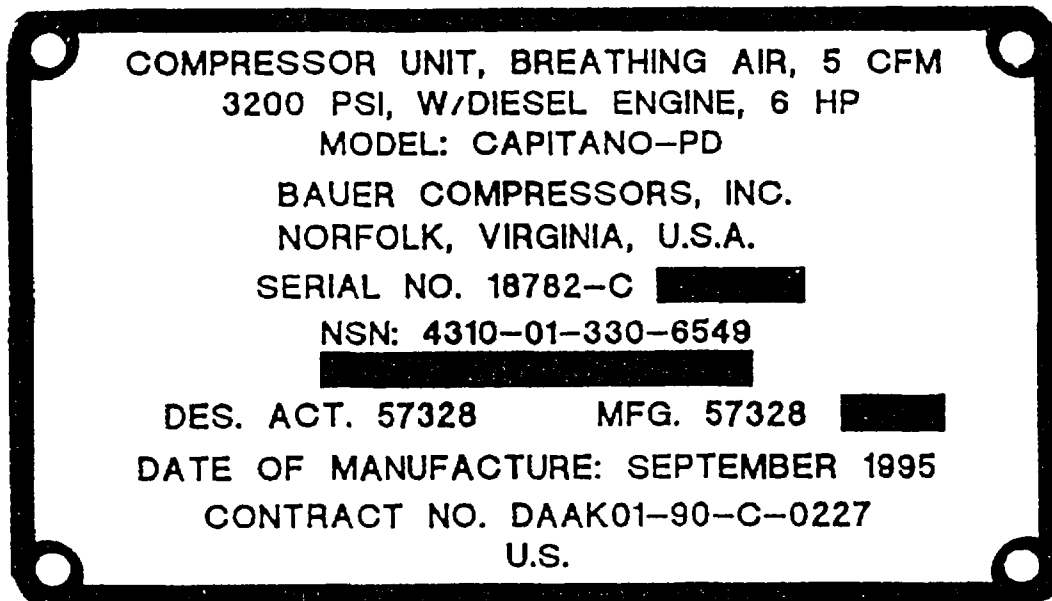 COMPRESSOR UNIT, BREATHING AIR, 5 CFM
3200 PSI, W/DIESEL ENGINE, 6 HP
MODEL: CAPITANO-PD
BAUER COMPRESSORS, INC.
NORFOLK, VIRGINIA, U.S.A.
SERIAL NO. 18782-C
NSN: 4310-01-330-6549
DES. ACT. 57328 MFG. 57328
DATE OF MANUFACTURE: SEPTEMBER 1995
CONTRACT NO. DAAK01-90-C-0227
U.S.